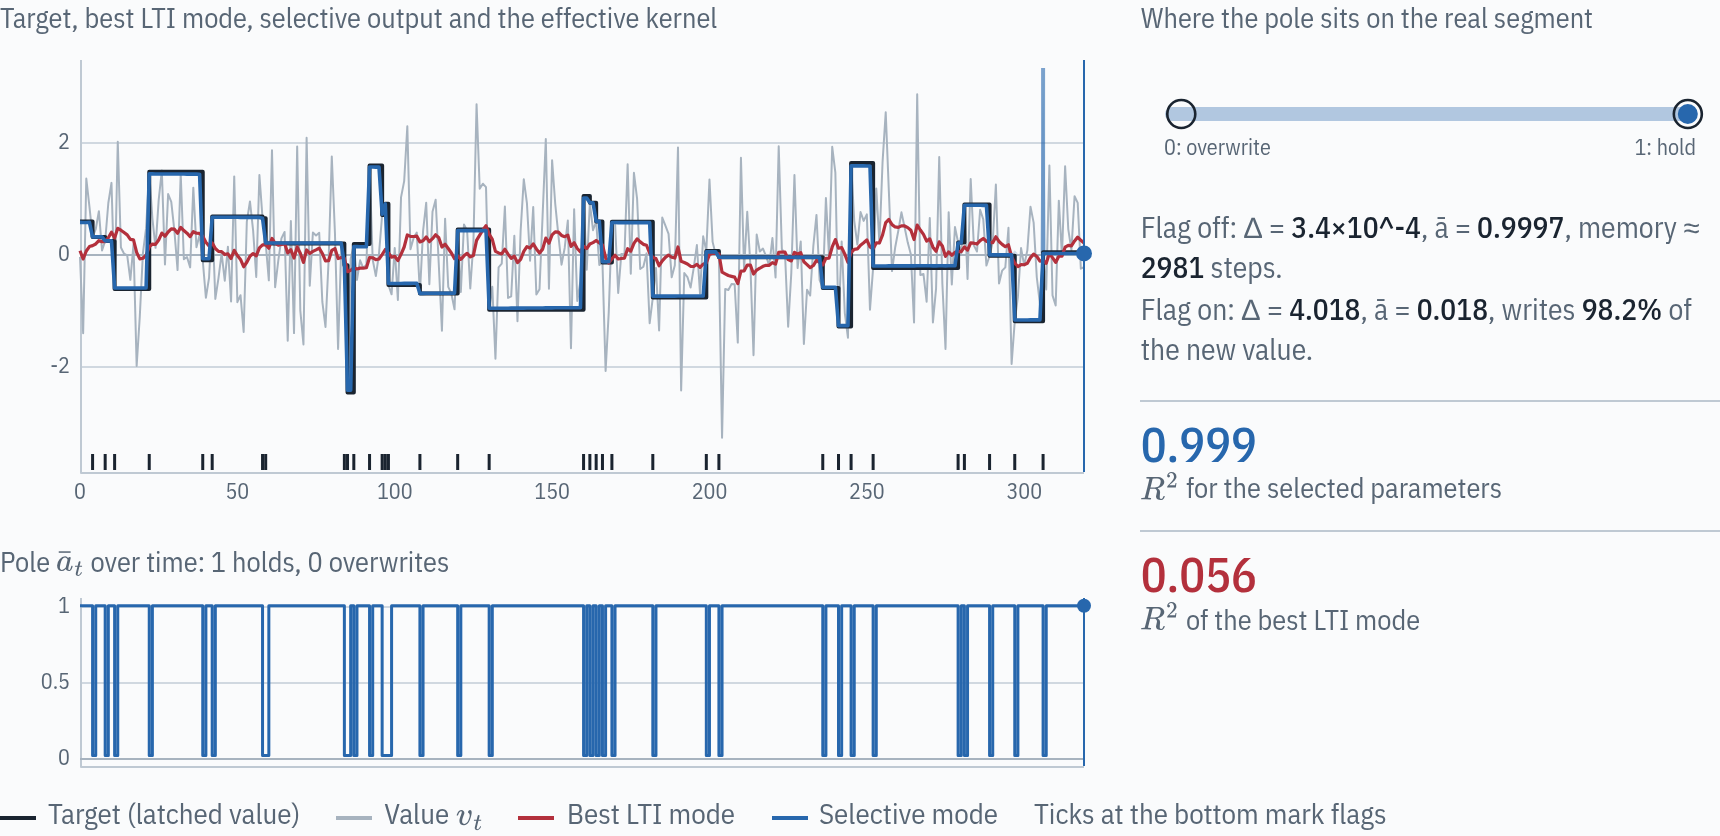 Target, best LTI mode, selective output and the effective kernel
2
0
-2
0 50 100 150 200 250 300
Pole āₜ over time: 1 holds, 0 overwrites
1
0.5
0
Where the pole sits on the real segment
0: overwrite 1: hold
Flag off: Δ = 3.4×10^-4, ā = 0.9997, memory ≈
2981 steps.
Flag on: Δ = 4.018, ā = 0.018, writes 98.2% of
the new value.
0.999
R² for the selected parameters
0.056
R² of the best LTI mode
Target (latched value) Value vₜ Best LTI mode Selective mode Ticks at the bottom mark flags